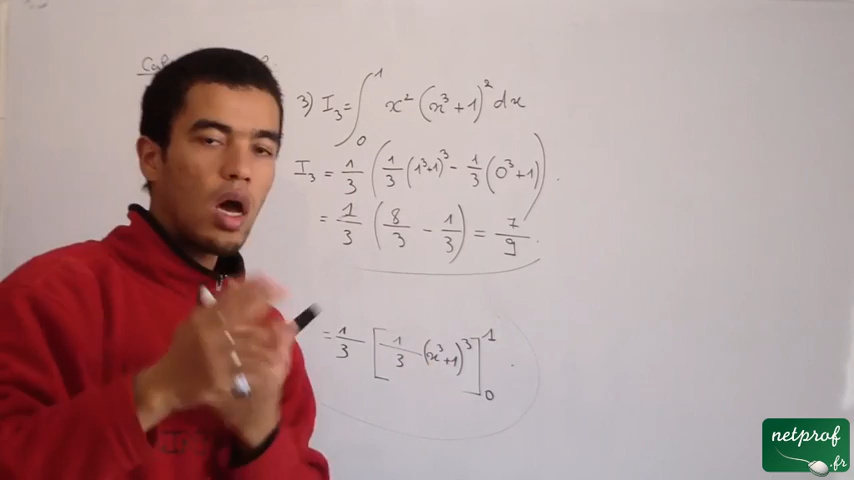 3) I₃ = ∫₀¹ x² (x³+1)² dx
I₃ = 1/3 ( 1/3 (1³+1)³ - 1/3 (0³+1) )
= 1/3 ( 8/3 - 1/3 ) = 7/9.
= 1/3 [ 1/3 (x³+1)³ ]₀¹.
netprof
.fr